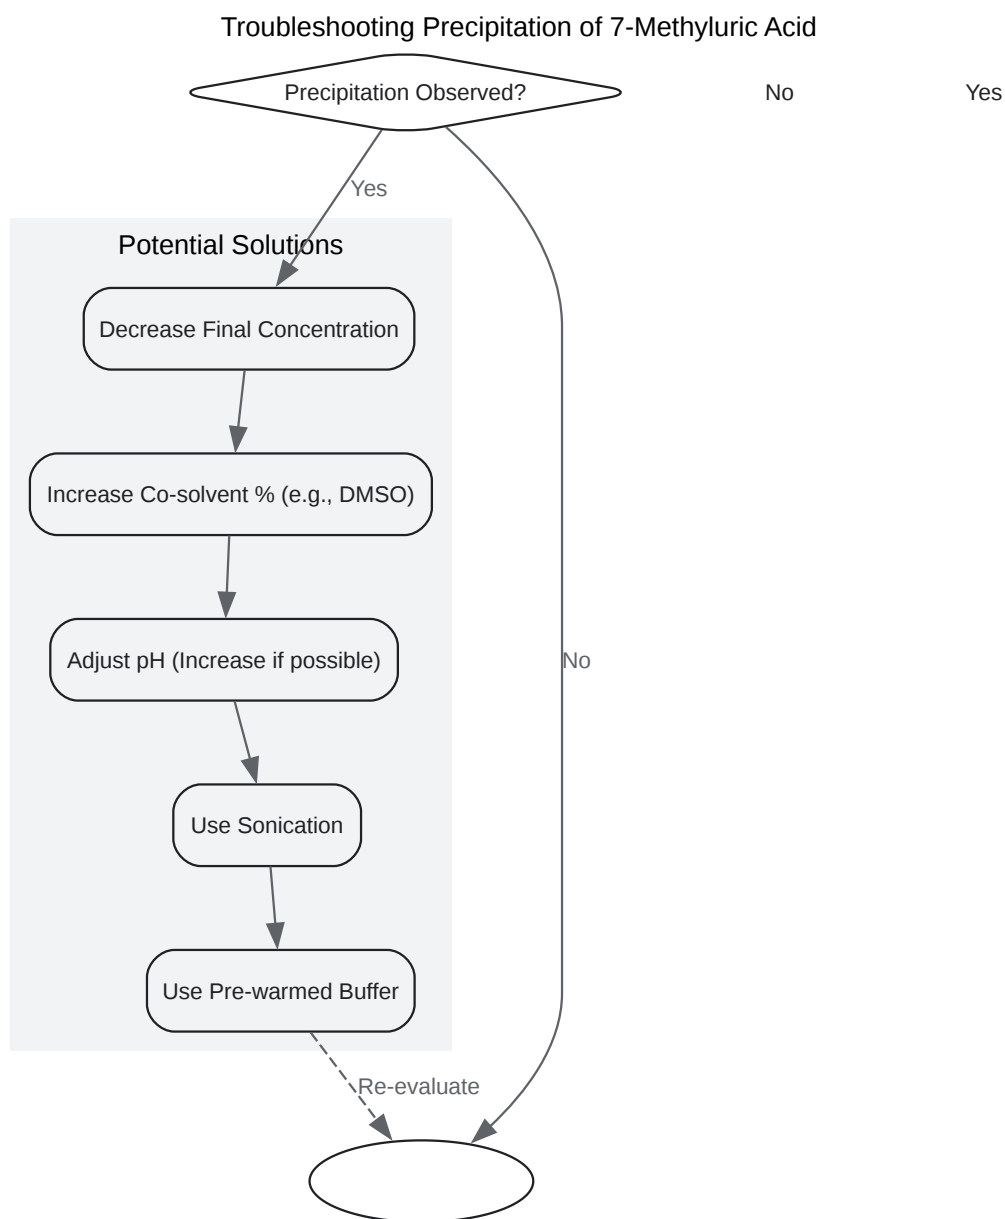 Troubleshooting Precipitation of 7-Methyluric Acid
Precipitation Observed?
No
Yes
Yes
Potential Solutions
Decrease Final Concentration
Increase Co-solvent % (e.g., DMSO)
Adjust pH (Increase if possible)
No
Use Sonication
Use Pre-warmed Buffer
Re-evaluate